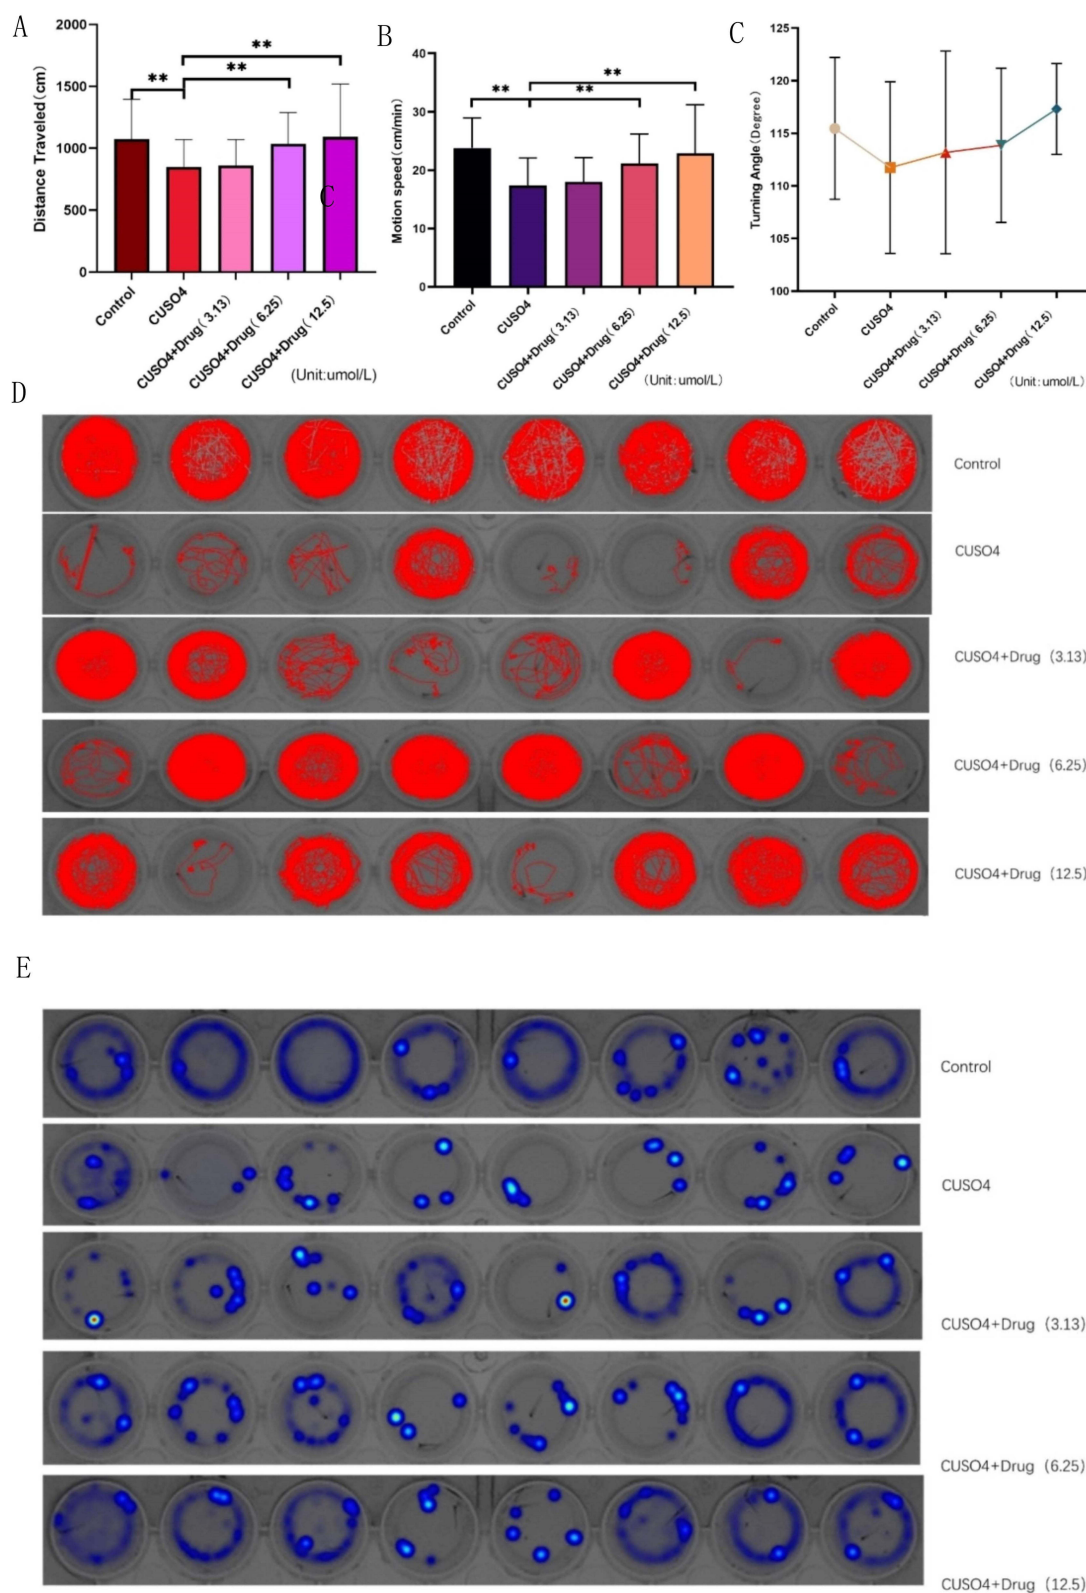 A
Distance Traveled(cm)
2000
1500
1000
500
0
**
**
**
C
Control
CUSO4
CUSO4+Drug(3.13)
CUSO4+Drug(6.25)
CUSO4+Drug(12.5)
(Unit:umol/L)
B
Motion speed(cm/min)
40
30
20
10
0
**
**
**
Control
CUSO4
CUSO4+Drug(3.13)
CUSO4+Drug(6.25)
CUSO4+Drug(12.5)
(Unit:umol/L)
C
Turning Angle(Degree)
125
120
115
110
105
100
Control
CUSO4
CUSO4+Drug(3.13)
CUSO4+Drug(6.25)
CUSO4+Drug(12.5)
(Unit:umol/L)
D
Control
CUSO4
CUSO4+Drug (3.13)
CUSO4+Drug (6.25)
CUSO4+Drug (12.5)
E
Control
CUSO4
CUSO4+Drug (3.13)
CUSO4+Drug (6.25)
CUSO4+Drug (12.5)